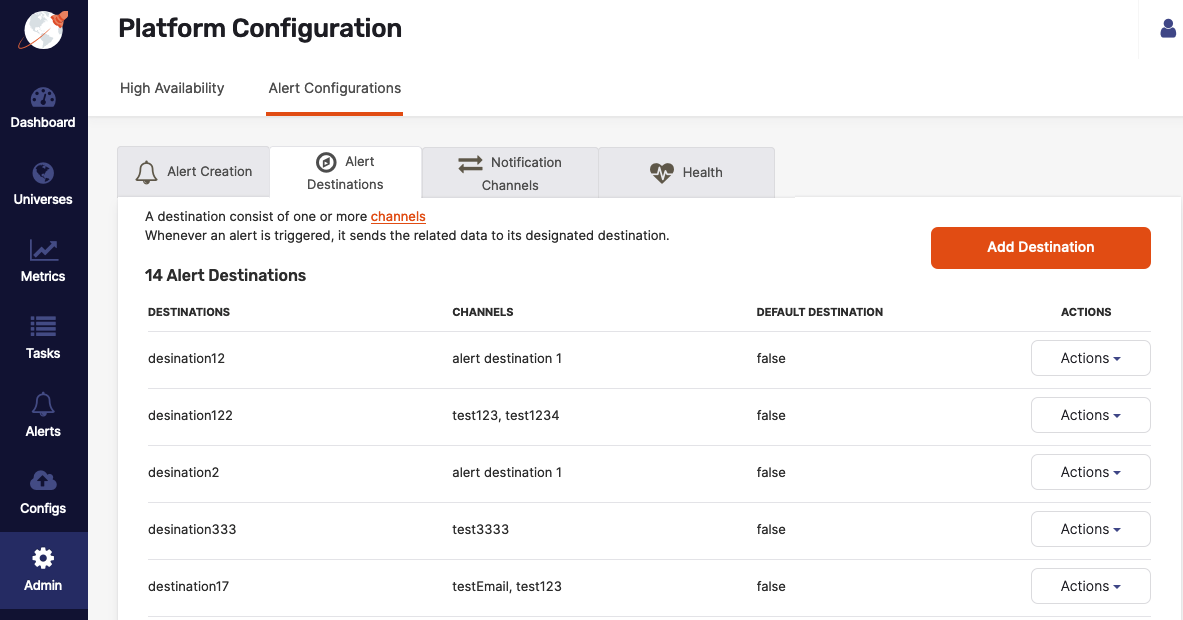 Platform Configuration
High Availability
Alert Configurations
Dashboard
Universes
Metrics
Tasks
Alerts
Configs
Admin
Alert Creation
Alert
Destinations
Notification
Channels
Health
A destination consist of one or more channels
Whenever an alert is triggered, it sends the related data to its designated destination.
Add Destination
14 Alert Destinations
DESTINATIONS CHANNELS DEFAULT DESTINATION ACTIONS
desination12 alert destination 1 false Actions
desination122 test123, test1234 false Actions
desination2 alert destination 1 false Actions
desination333 test3333 false Actions
destination17 testEmail, test123 false Actions